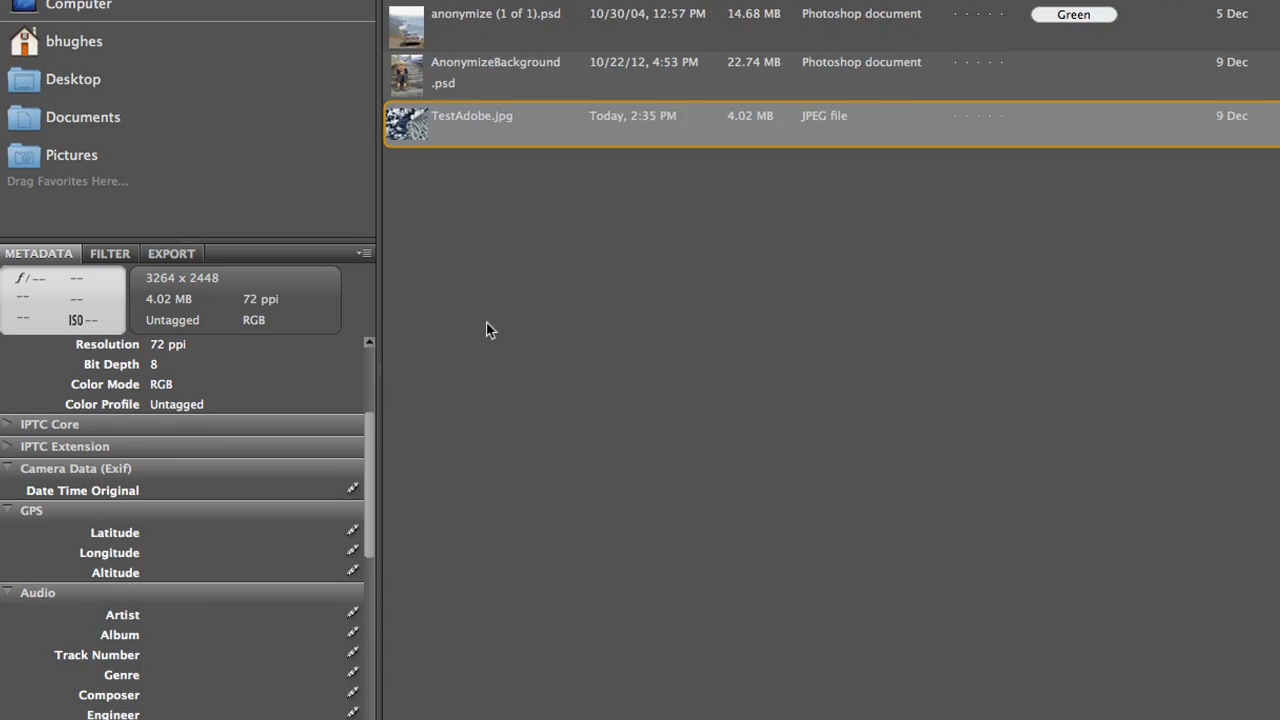 Computer
bhughes
Desktop
Documents
Pictures
Drag Favorites Here...
anonymize (1 of 1).psd 10/30/04, 12:57 PM 14.68 MB Photoshop document . . . . . Green 5 Dec
AnonymizeBackground 10/22/12, 4:53 PM 22.74 MB Photoshop document . . . . . 9 Dec
.psd
TestAdobe.jpg Today, 2:35 PM 4.02 MB JPEG file . . . . . 9 Dec
METADATA FILTER EXPORT
f/-- --
-- --
-- ISO --
3264 x 2448
4.02 MB 72 ppi
Untagged RGB
Resolution 72 ppi
Bit Depth 8
Color Mode RGB
Color Profile Untagged
IPTC Core
IPTC Extension
Camera Data (Exif)
Date Time Original
GPS
Latitude
Longitude
Altitude
Audio
Artist
Album
Track Number
Genre
Composer
Engineer